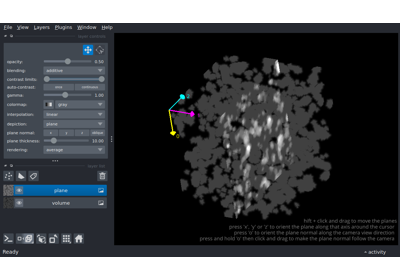 File View Layers Plugins Window Help
layer controls
opacity: 0.50
blending: additive
contrast limits:
auto-contrast: once continuous
gamma: 1.00
colormap: gray
interpolation: linear
depiction: plane
plane normal: x y z oblique
plane thickness: 10.00
rendering: average
layer list
plane
volume
hift + click and drag to move the planes
press 'x', 'y' or 'z' to orient the plane along that axis around the cursor
press 'o' to orient the plane normal along the camera view direction
press and hold 'o' then click and drag to make the plane normal follow the camera
Ready
activity